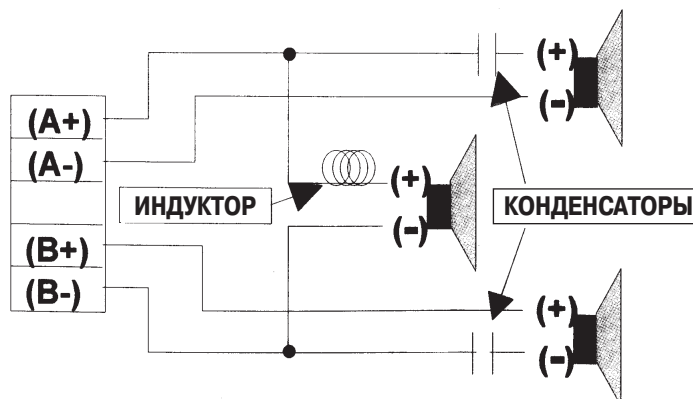 (+)
(-)
(A+)
(A-)
ИНДУКТОР
(+)
(-)
КОНДЕНСАТОРЫ
(B+)
(B-)
(+)
(-)